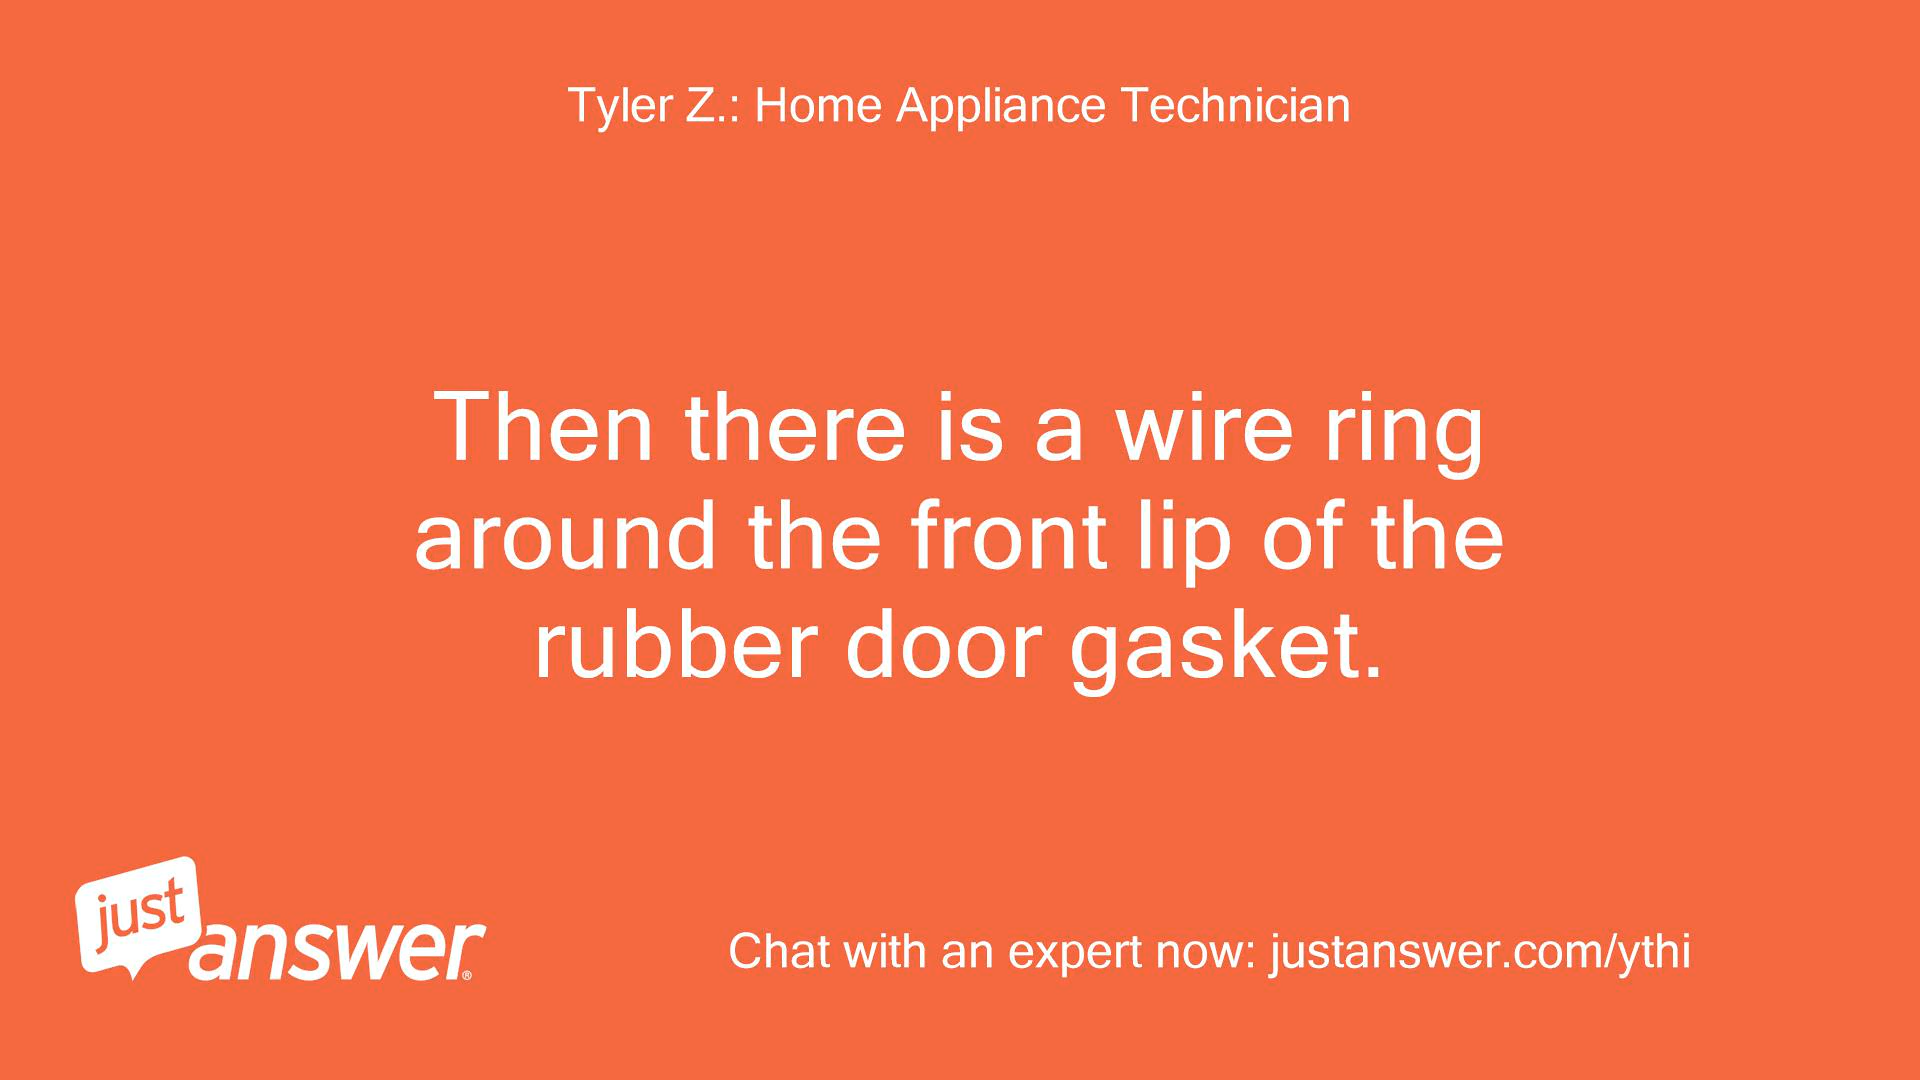 Tyler Z.: Home Appliance Technician
Then there is a wire ring
around the front lip of the
rubber door gasket.
just
answer®
Chat with an expert now: justanswer.com/ythi